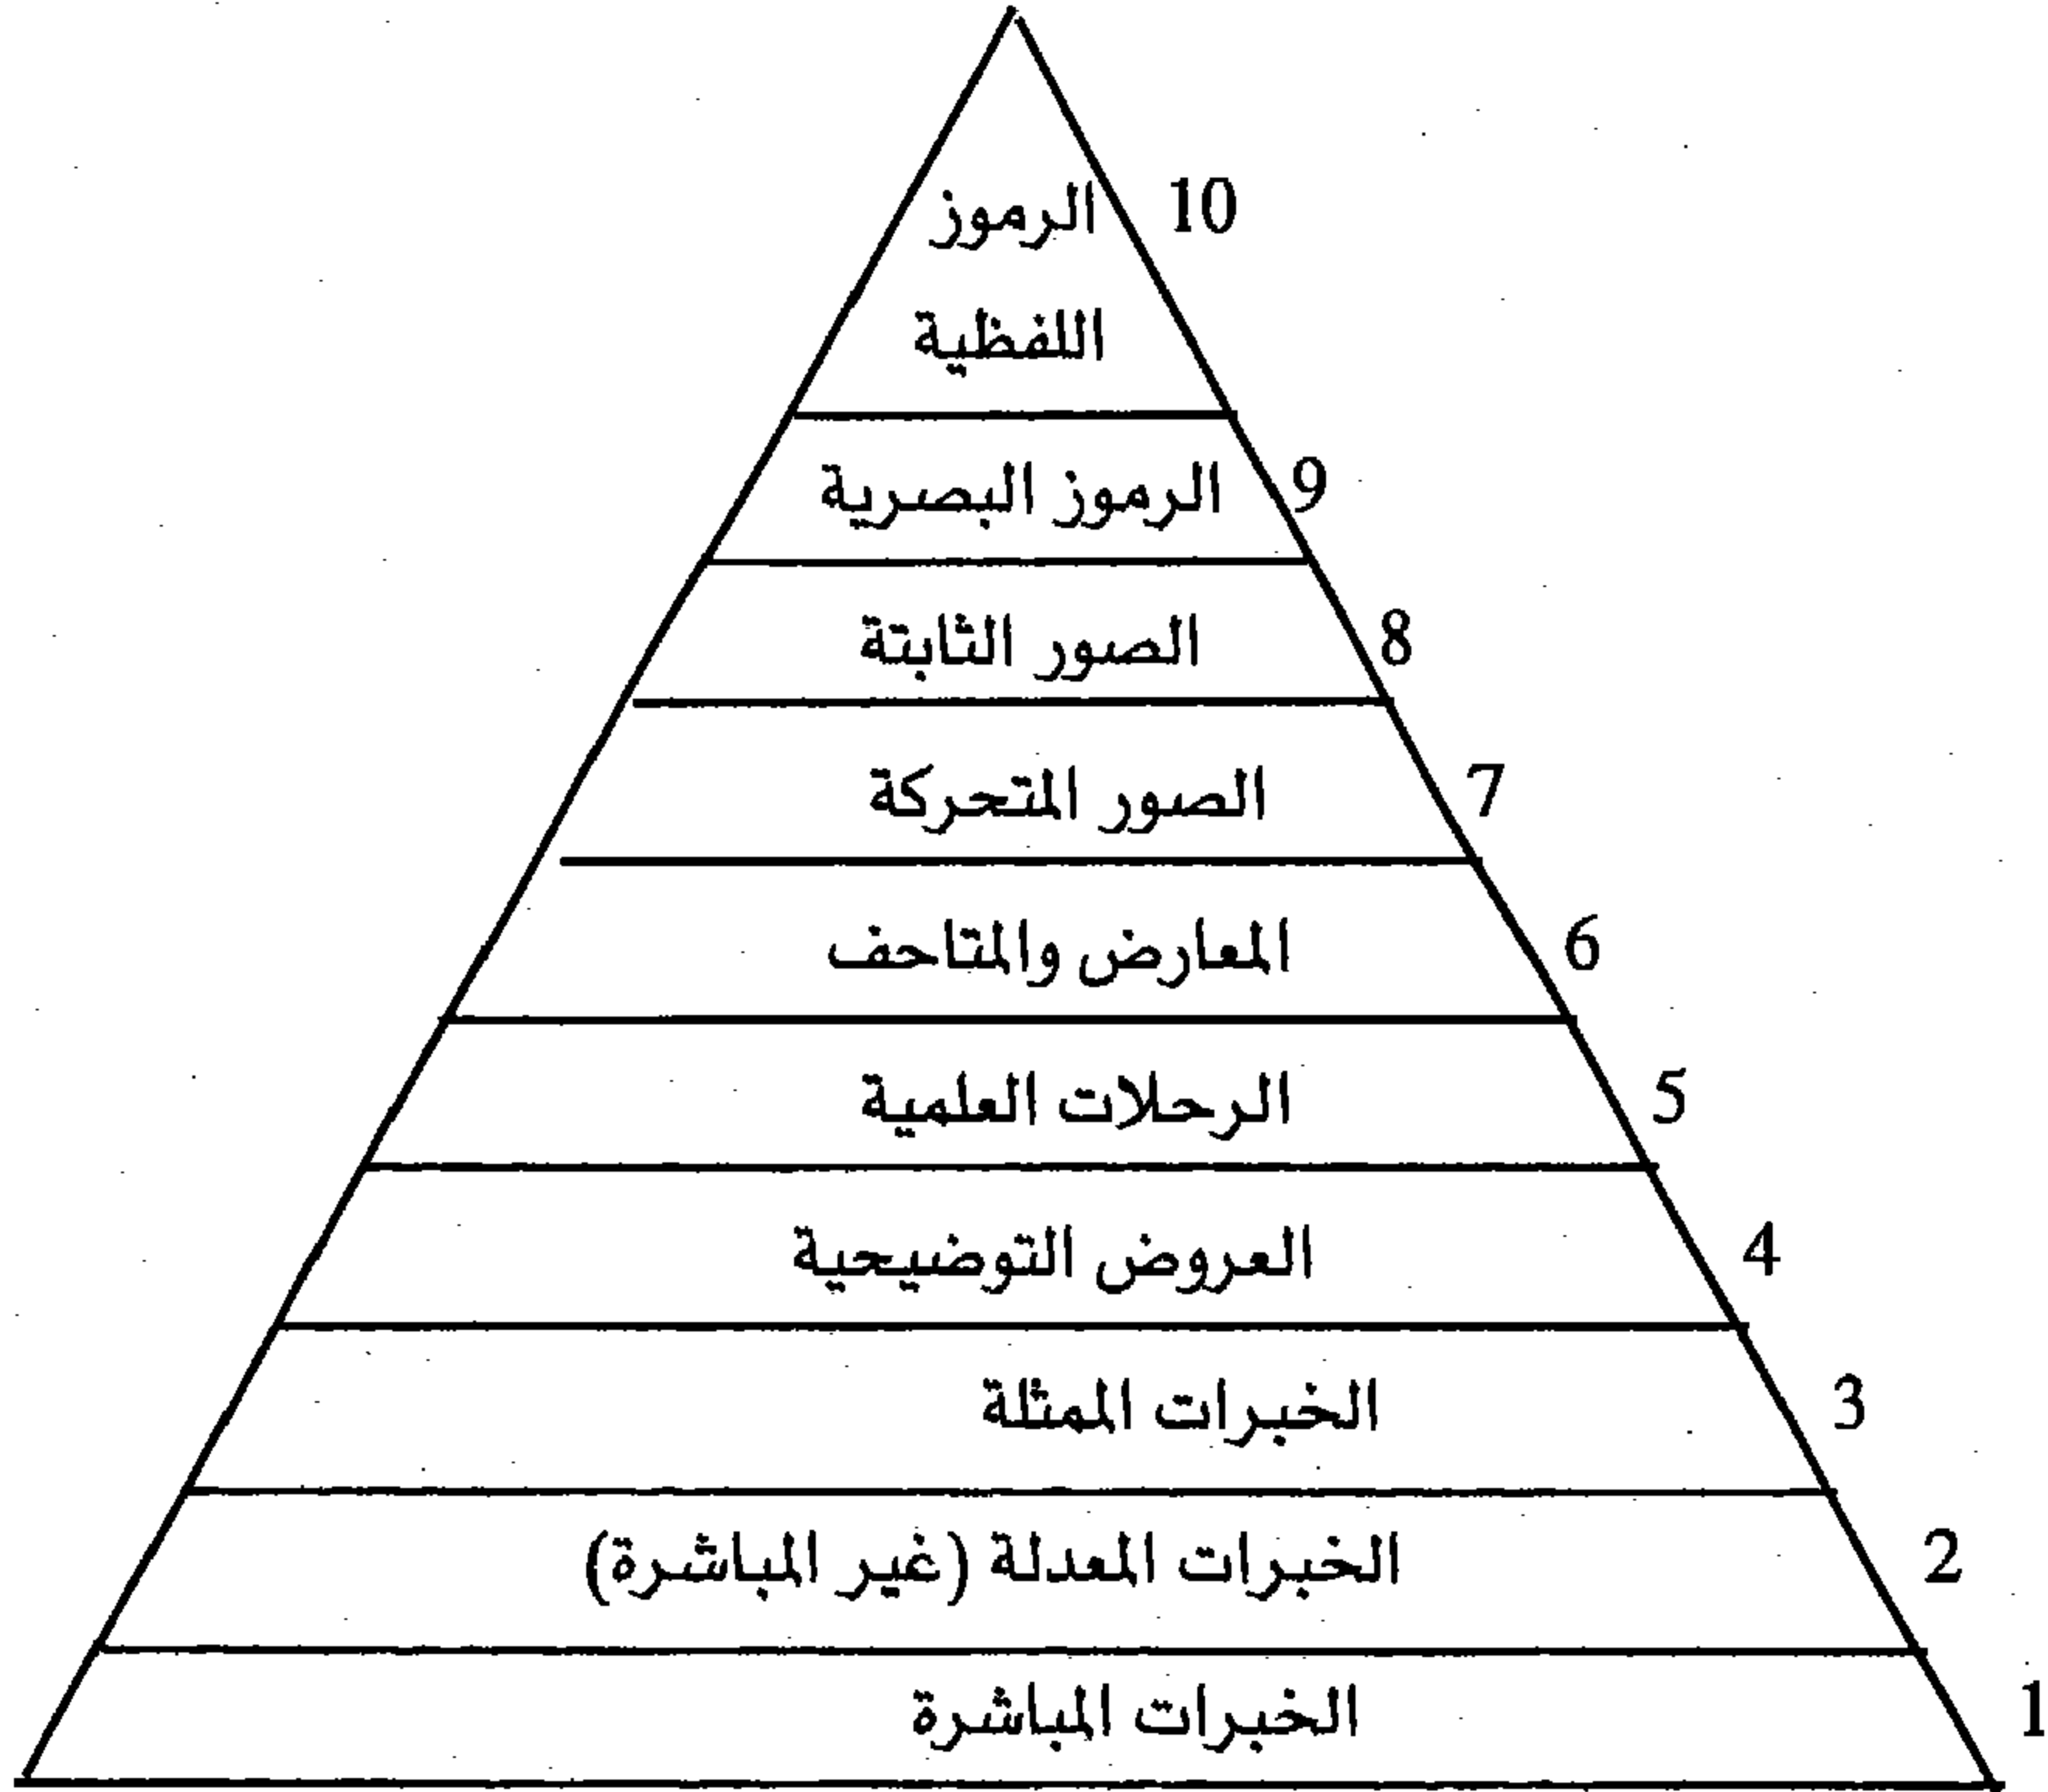 الرموز 10
اللفظية
الرموز البصرية 9
الصور الثابتة 8
الصور المتحركة 7
المعارض والمتاحف 6
الرحلات العلمية 5
العروض التوضيحية 4
الخبرات الممثلة 3
الخبرات المعدلة (غير المباشرة) 2
الخبرات المباشرة 1